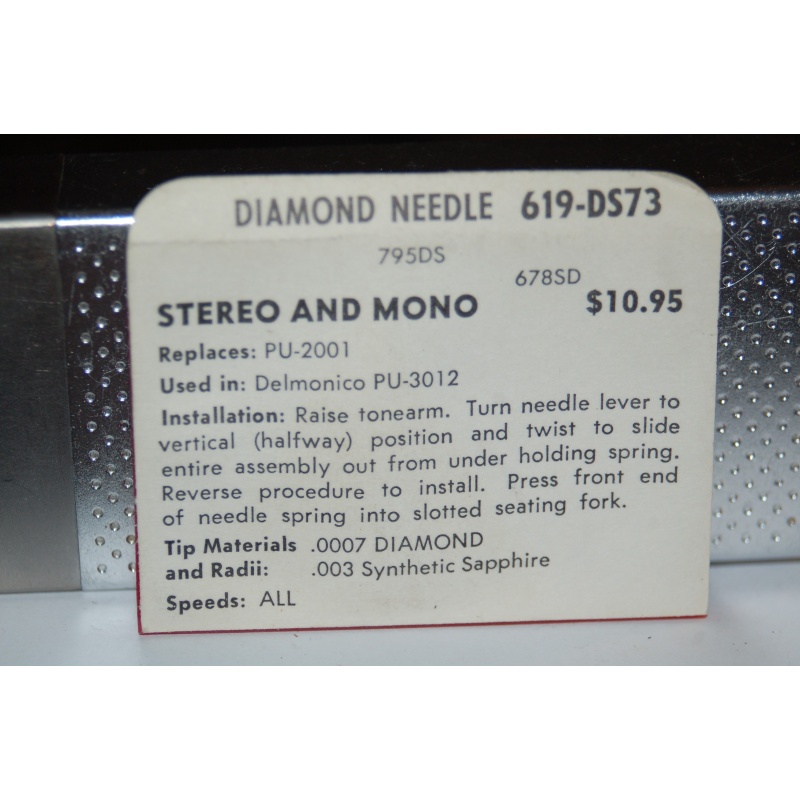 DIAMOND NEEDLE 619-DS73
795DS
678SD
STEREO AND MONO $10.95
Replaces: PU-2001
Used in: Delmonico PU-3012
Installation: Raise tonearm. Turn needle lever to
vertical (halfway) position and twist to slide
entire assembly out from under holding spring.
Reverse procedure to install. Press front end
of needle spring into slotted seating fork.
Tip Materials .0007 DIAMOND
and Radii: .003 Synthetic Sapphire
Speeds: ALL